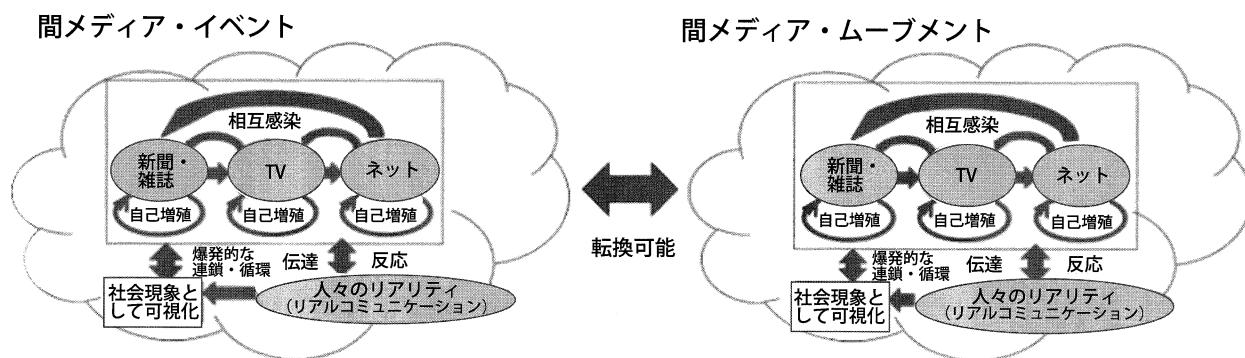 間メディア・イベント
相互感染
新聞・
雑誌
TV
ネット
自己増殖
自己増殖
自己増殖
爆発的な
連鎖・循環
伝達
反応
社会現象と
して可視化
人々のリアリティ
(リアルコミュニケーション)
転換可能
間メディア・ムーブメント
相互感染
新聞・
雑誌
TV
ネット
自己増殖
自己増殖
自己増殖
爆発的な
連鎖・循環
伝達
反応
社会現象と
して可視化
人々のリアリティ
(リアルコミュニケーション)